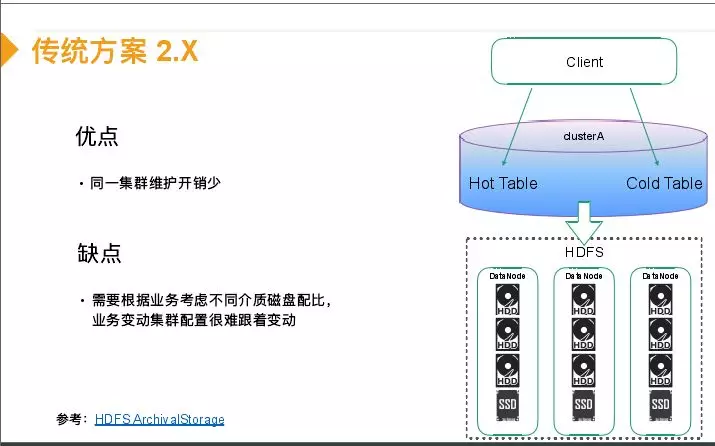 传统方案 2.X
优点
· 同一集群维护开销少
缺点
· 需要根据业务考虑不同介质磁盘配比，
业务变动集群配置很难跟着变动
参考：HDFS ArchivalStorage
Client
clusterA
Hot Table
Cold Table
HDFS
DataNode
DataNode
DataNode
HDD
HDD
HDD
HDD
HDD
HDD
HDD
HDD
HDD
SSD
SSD
SSD